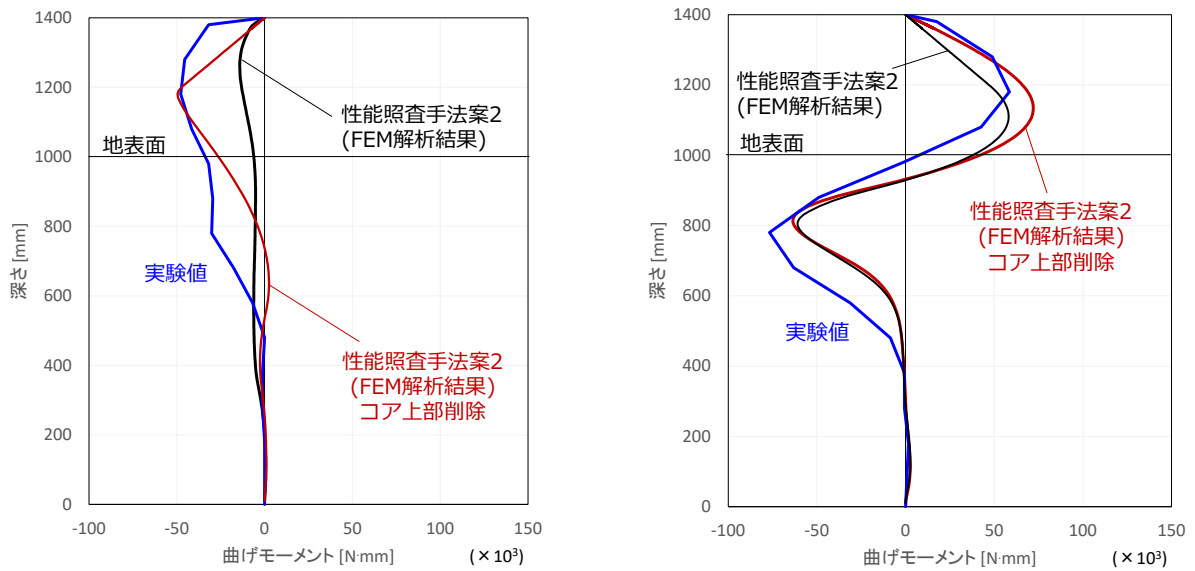 1400
1200
1000
800
600
400
200
0
深さ [mm]
性能照査手法案2
(FEM解析結果)
地表面
実験値
性能照査手法案2
(FEM解析結果)
コア上部削除
-100
-50
0
50
100
150
曲げモーメント [N·mm]
(×10³)
1400
1200
1000
800
600
400
200
0
深さ [mm]
性能照査手法案2
(FEM解析結果)
地表面
性能照査手法案2
(FEM解析結果)
コア上部削除
実験値
-100
-50
0
50
100
150
曲げモーメント [N·mm]
(×10³)